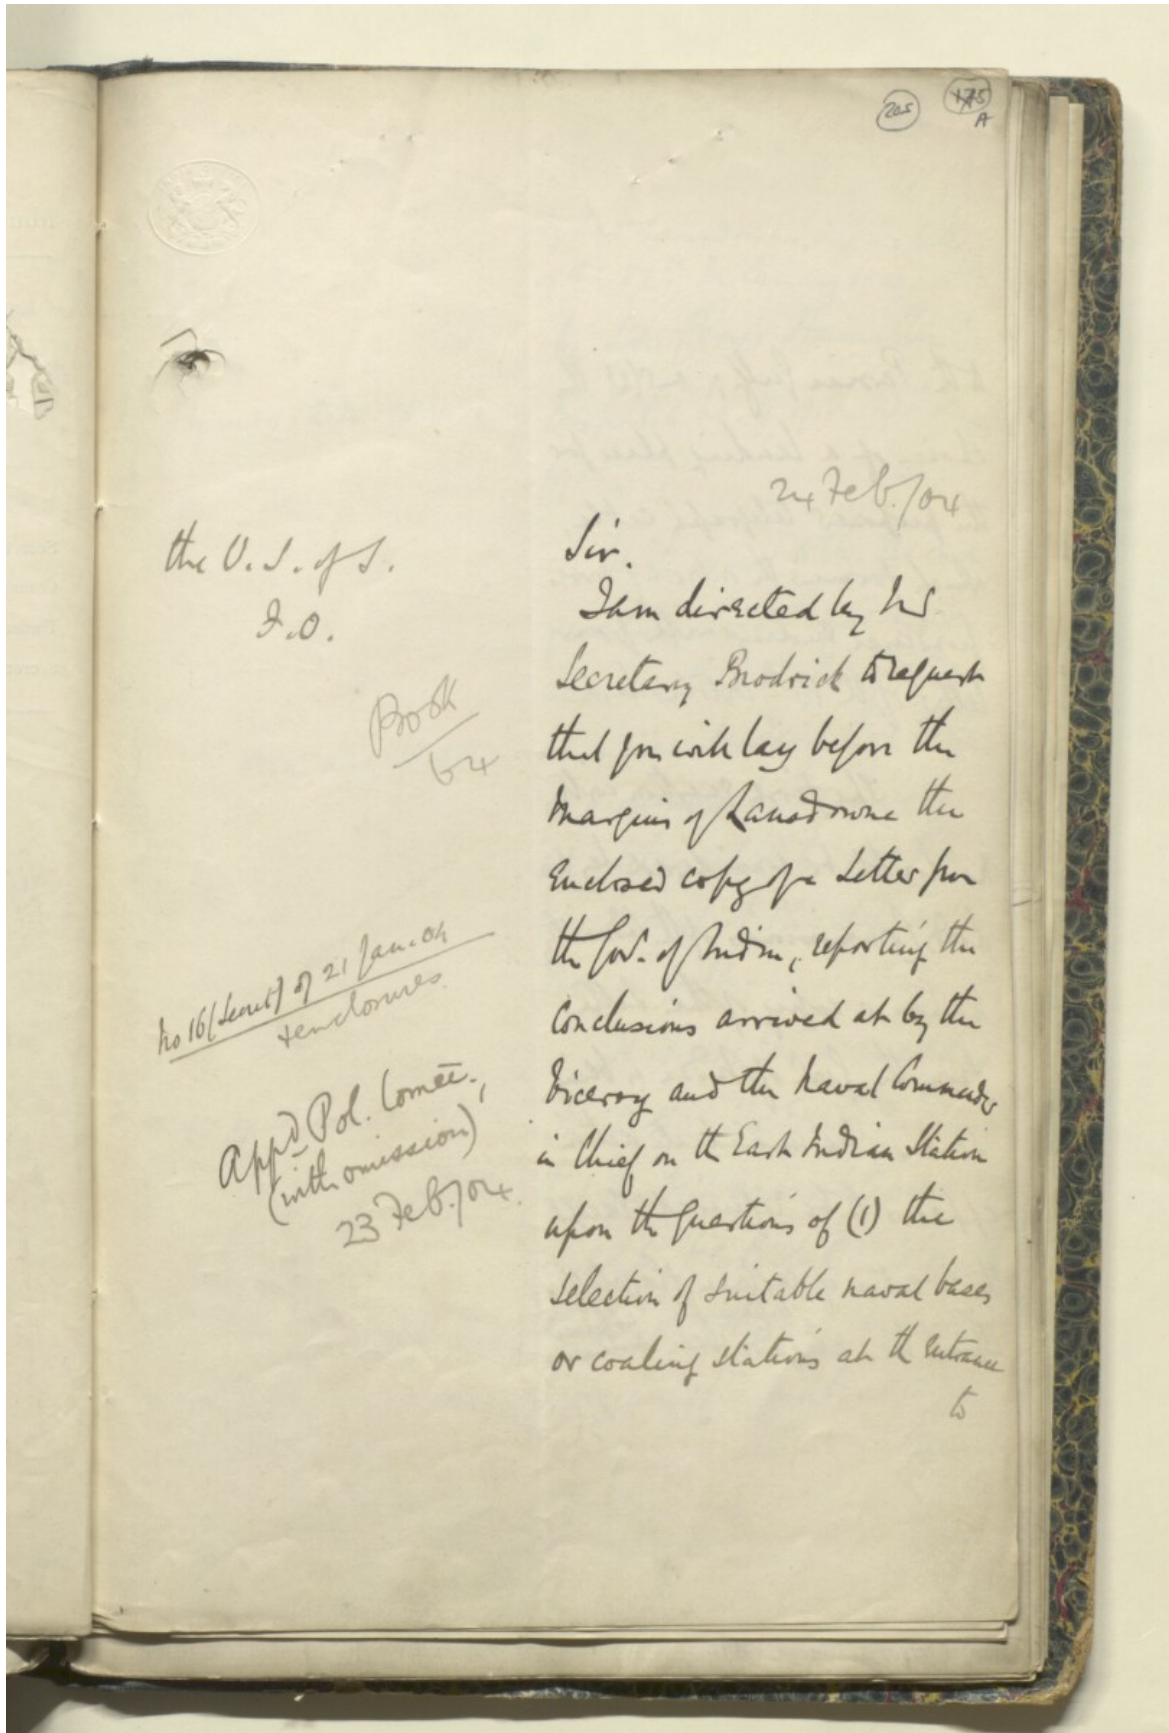 205
175
A
24 Feb./04
the U.S. of S.
F.O.
Book
64
No 16 (Secret) of 21 Jan. 04
& enclosures.
Appd Pol. Comee.,
(with omission)
23 Feb./04.
Sir.
I am directed by
Secretary Brodrick to request
that you will lay before the
Marquis of Lansdowne the
Enclosed copy of a Letter from
the Govt. of India, reporting the
Conclusions arrived at by the
Viceroy and the Naval Commander
in Chief on the East Indian Station
upon the questions of (1) the
selection of suitable naval bases
or coaling stations at the entrance
to